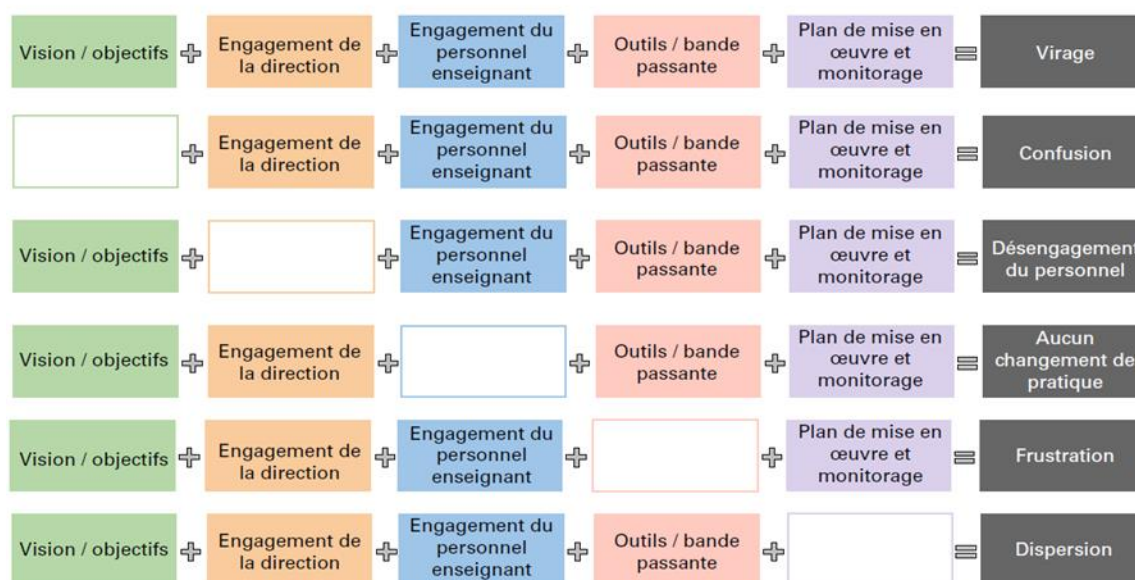 Vision / objectifs + Engagement de la direction + Engagement du personnel enseignant + Outils / bande passante + Plan de mise en œuvre et monitorage = Virage
+ Engagement de la direction + Engagement du personnel enseignant + Outils / bande passante + Plan de mise en œuvre et monitorage = Confusion
Vision / objectifs + + Engagement du personnel enseignant + Outils / bande passante + Plan de mise en œuvre et monitorage = Désengagement du personnel
Vision / objectifs + Engagement de la direction + + Outils / bande passante + Plan de mise en œuvre et monitorage = Aucun changement de pratique
Vision / objectifs + Engagement de la direction + Engagement du personnel enseignant + + Plan de mise en œuvre et monitorage = Frustration
Vision / objectifs + Engagement de la direction + Engagement du personnel enseignant + Outils / bande passante + = Dispersion